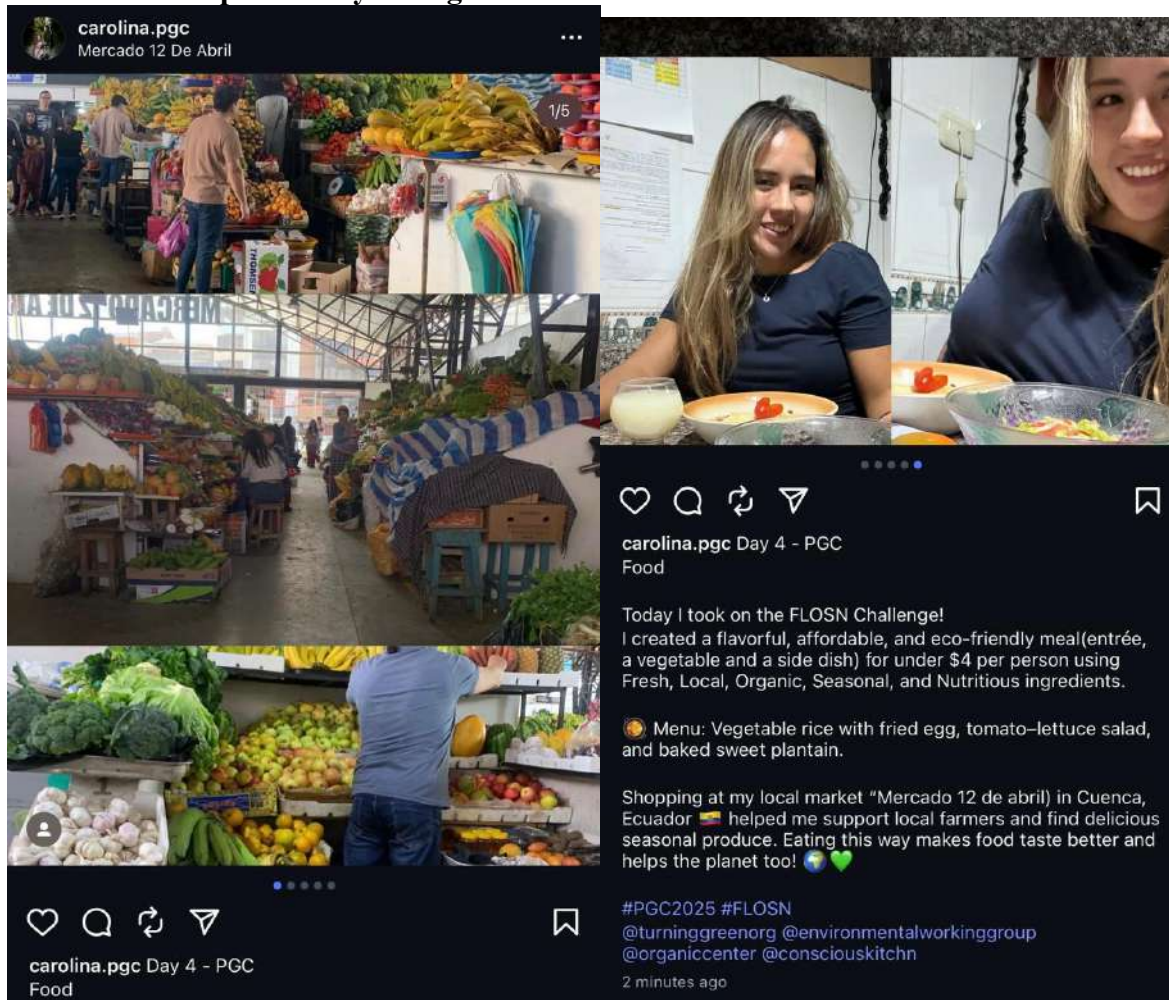 carolina.pgc
Mercado 12 De Abril
1/5
THOMSEN
MERCADO 12 DE A
carolina.pgc Day 4 - PGC
Food
carolina.pgc Day 4 - PGC
Food
Today I took on the FLOSN Challenge!
I created a flavorful, affordable, and eco-friendly meal(entrée,
a vegetable and a side dish) for under $4 per person using
Fresh, Local, Organic, Seasonal, and Nutritious ingredients.
🥘 Menu: Vegetable rice with fried egg, tomato–lettuce salad,
and baked sweet plantain.
Shopping at my local market “Mercado 12 de abril) in Cuenca,
Ecuador 🇪🇨 helped me support local farmers and find delicious
seasonal produce. Eating this way makes food taste better and
helps the planet too! 🌍💚
#PGC2025 #FLOSN
@turninggreenorg @environmentalworkinggroup
@organiccenter @consciouskitchn
2 minutes ago